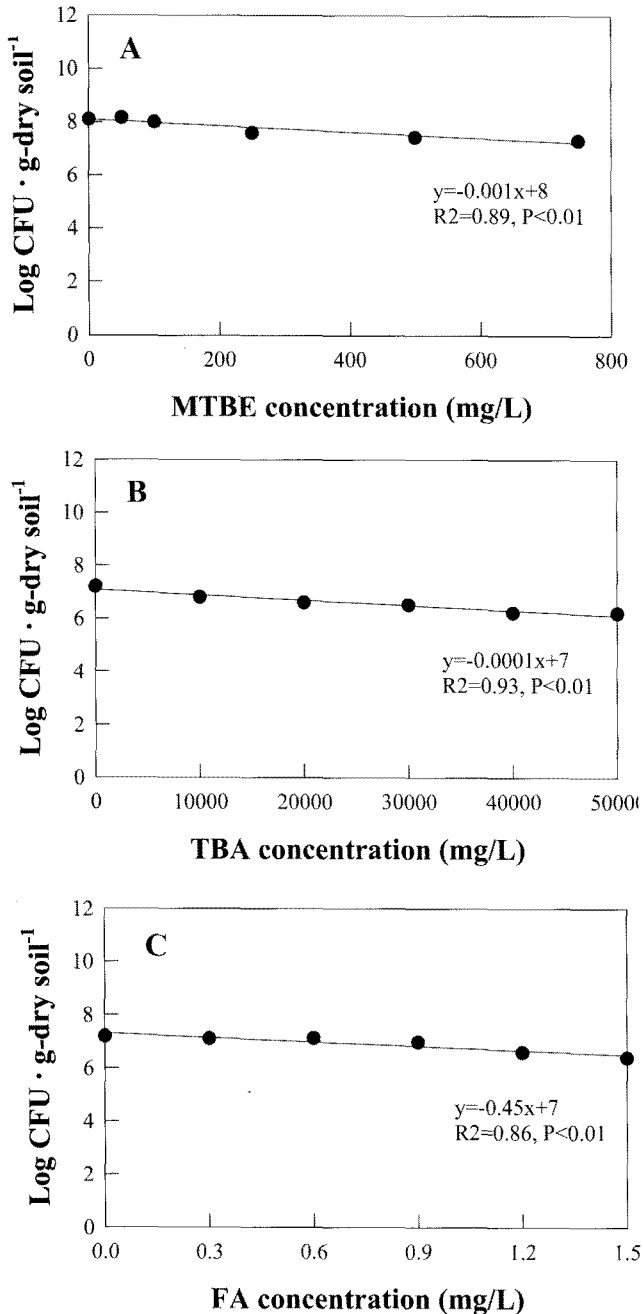 12
10
8
6
4
2
0
A
Log CFU · g-dry soil-1
y=-0.001x+8
R2=0.89, P<0.01
0 200 400 600 800
MTBE concentration (mg/L)
12
10
8
6
4
2
0
B
Log CFU · g-dry soil-1
y=-0.0001x+7
R2=0.93, P<0.01
0 10000 20000 30000 40000 50000
TBA concentration (mg/L)
12
10
8
6
4
2
0
C
Log CFU · g-dry soil-1
y=-0.45x+7
R2=0.86, P<0.01
0.0 0.3 0.6 0.9 1.2 1.5
FA concentration (mg/L)